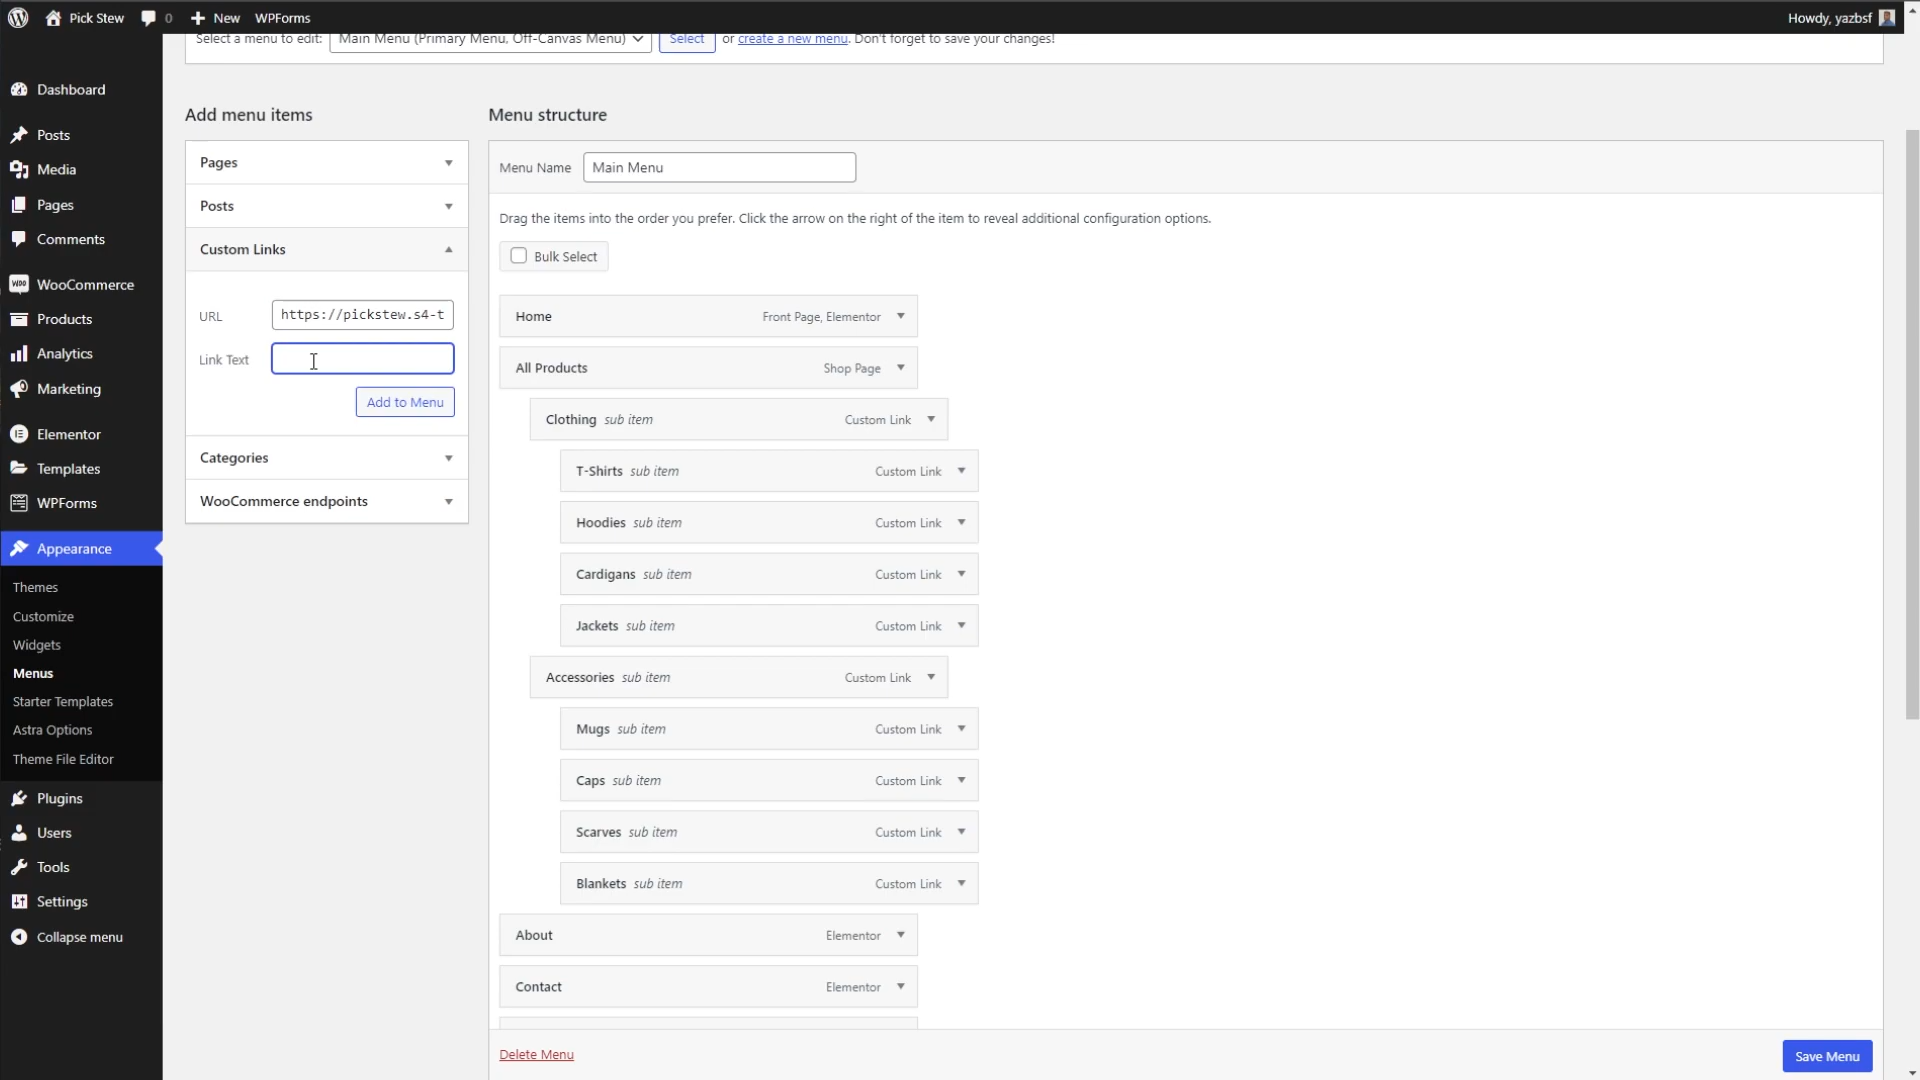 Pick Stew 0 New WPForms Howdy, yazbsf
Select a menu to edit: Main Menu (Primary Menu, Off-Canvas Menu) Select or create a new menu. Don't forget to save your changes!
Dashboard
Posts
Media
Pages
Comments
WooCommerce
Products
Analytics
Marketing
Elementor
Templates
WPForms
Appearance
Themes
Customize
Widgets
Menus
Starter Templates
Astra Options
Theme File Editor
Plugins
Users
Tools
Settings
Collapse menu
Add menu items
Pages
Posts
Custom Links
URL https://pickstew.s4-t
Link Text
Add to Menu
Categories
WooCommerce endpoints
Menu structure
Menu Name Main Menu
Drag the items into the order you prefer. Click the arrow on the right of the item to reveal additional configuration options.
Bulk Select
Home Front Page, Elementor
All Products Shop Page
Clothing sub item Custom Link
T-Shirts sub item Custom Link
Hoodies sub item Custom Link
Cardigans sub item Custom Link
Jackets sub item Custom Link
Accessories sub item Custom Link
Mugs sub item Custom Link
Caps sub item Custom Link
Scarves sub item Custom Link
Blankets sub item Custom Link
About Elementor
Contact Elementor
Delete Menu Save Menu